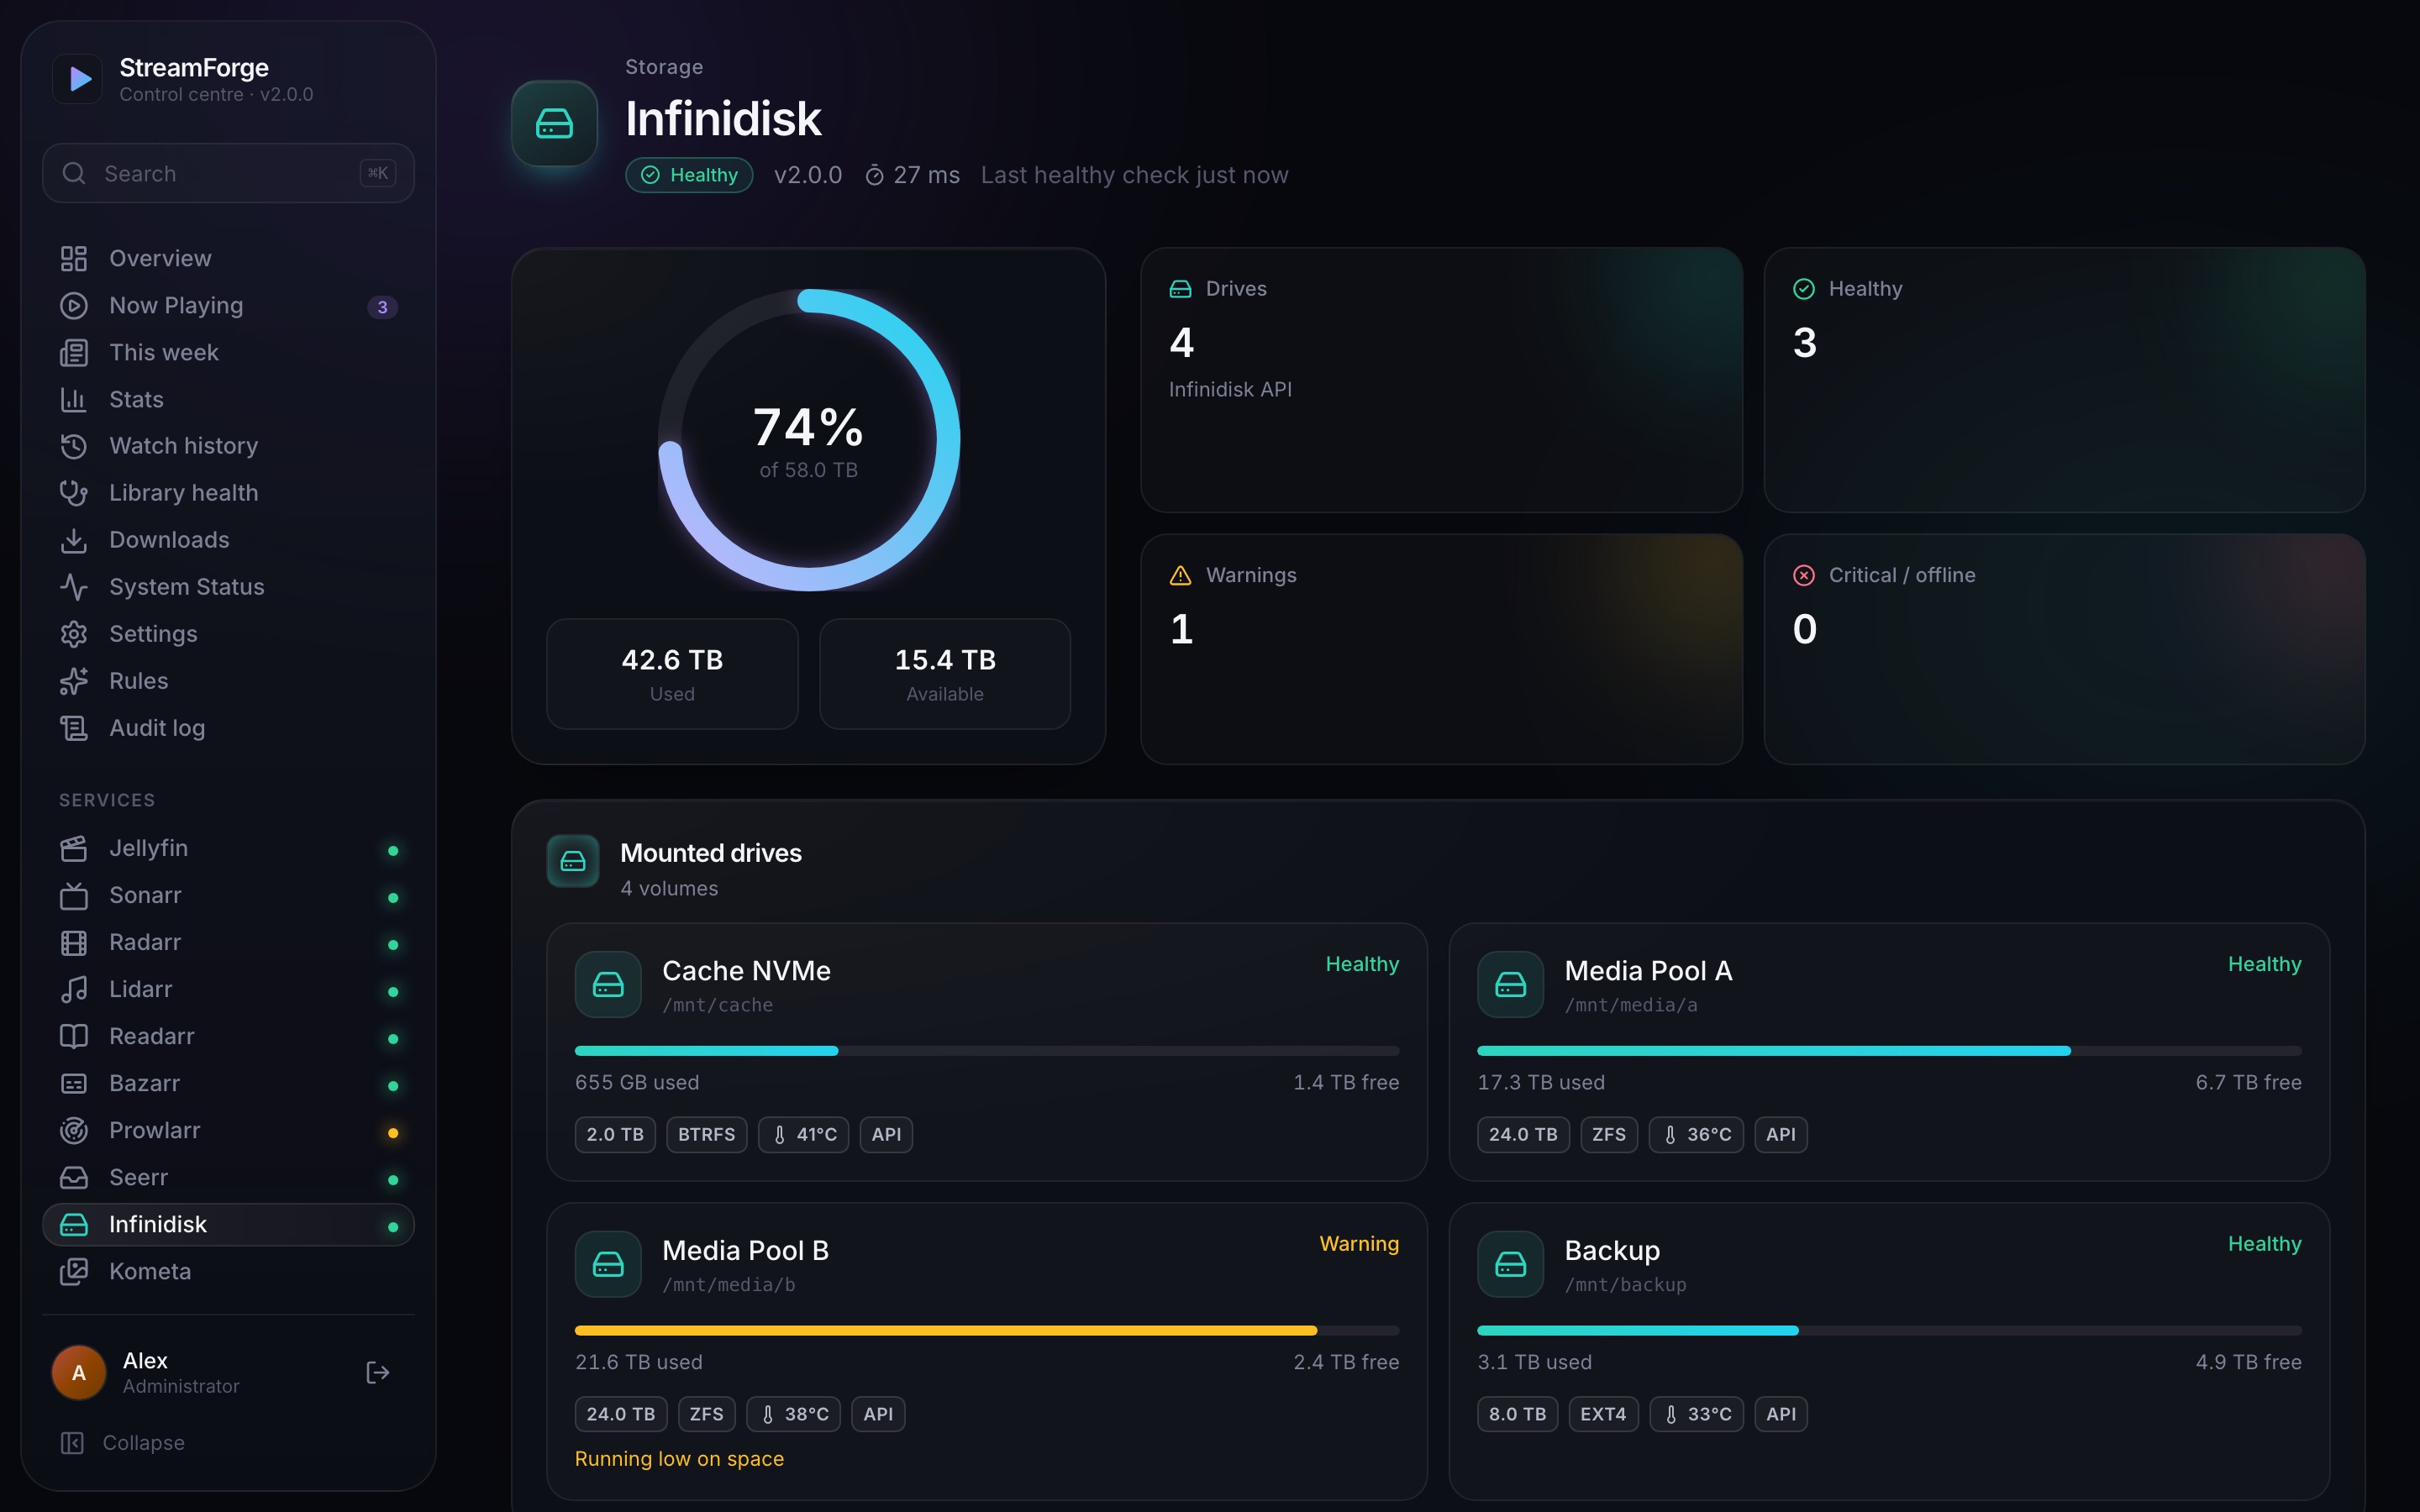 StreamForge
Control centre · v2.0.0
Search ⌘K
Overview
Now Playing 3
This week
Stats
Watch history
Library health
Downloads
System Status
Settings
Rules
Audit log
SERVICES
Jellyfin
Sonarr
Radarr
Lidarr
Readarr
Bazarr
Prowlarr
Seerr
Infinidisk
Kometa
A
Alex
Administrator
Collapse
Storage
Infinidisk
Healthy v2.0.0 27 ms Last healthy check just now
74%
of 58.0 TB
42.6 TB
Used
15.4 TB
Available
Drives
4
Infinidisk API
Healthy
3
Warnings
1
Critical / offline
0
Mounted drives
4 volumes
Cache NVMe Healthy
/mnt/cache
655 GB used 1.4 TB free
2.0 TB BTRFS 41°C API
Media Pool A Healthy
/mnt/media/a
17.3 TB used 6.7 TB free
24.0 TB ZFS 36°C API
Media Pool B Warning
/mnt/media/b
21.6 TB used 2.4 TB free
24.0 TB ZFS 38°C API
Running low on space
Backup Healthy
/mnt/backup
3.1 TB used 4.9 TB free
8.0 TB EXT4 33°C API